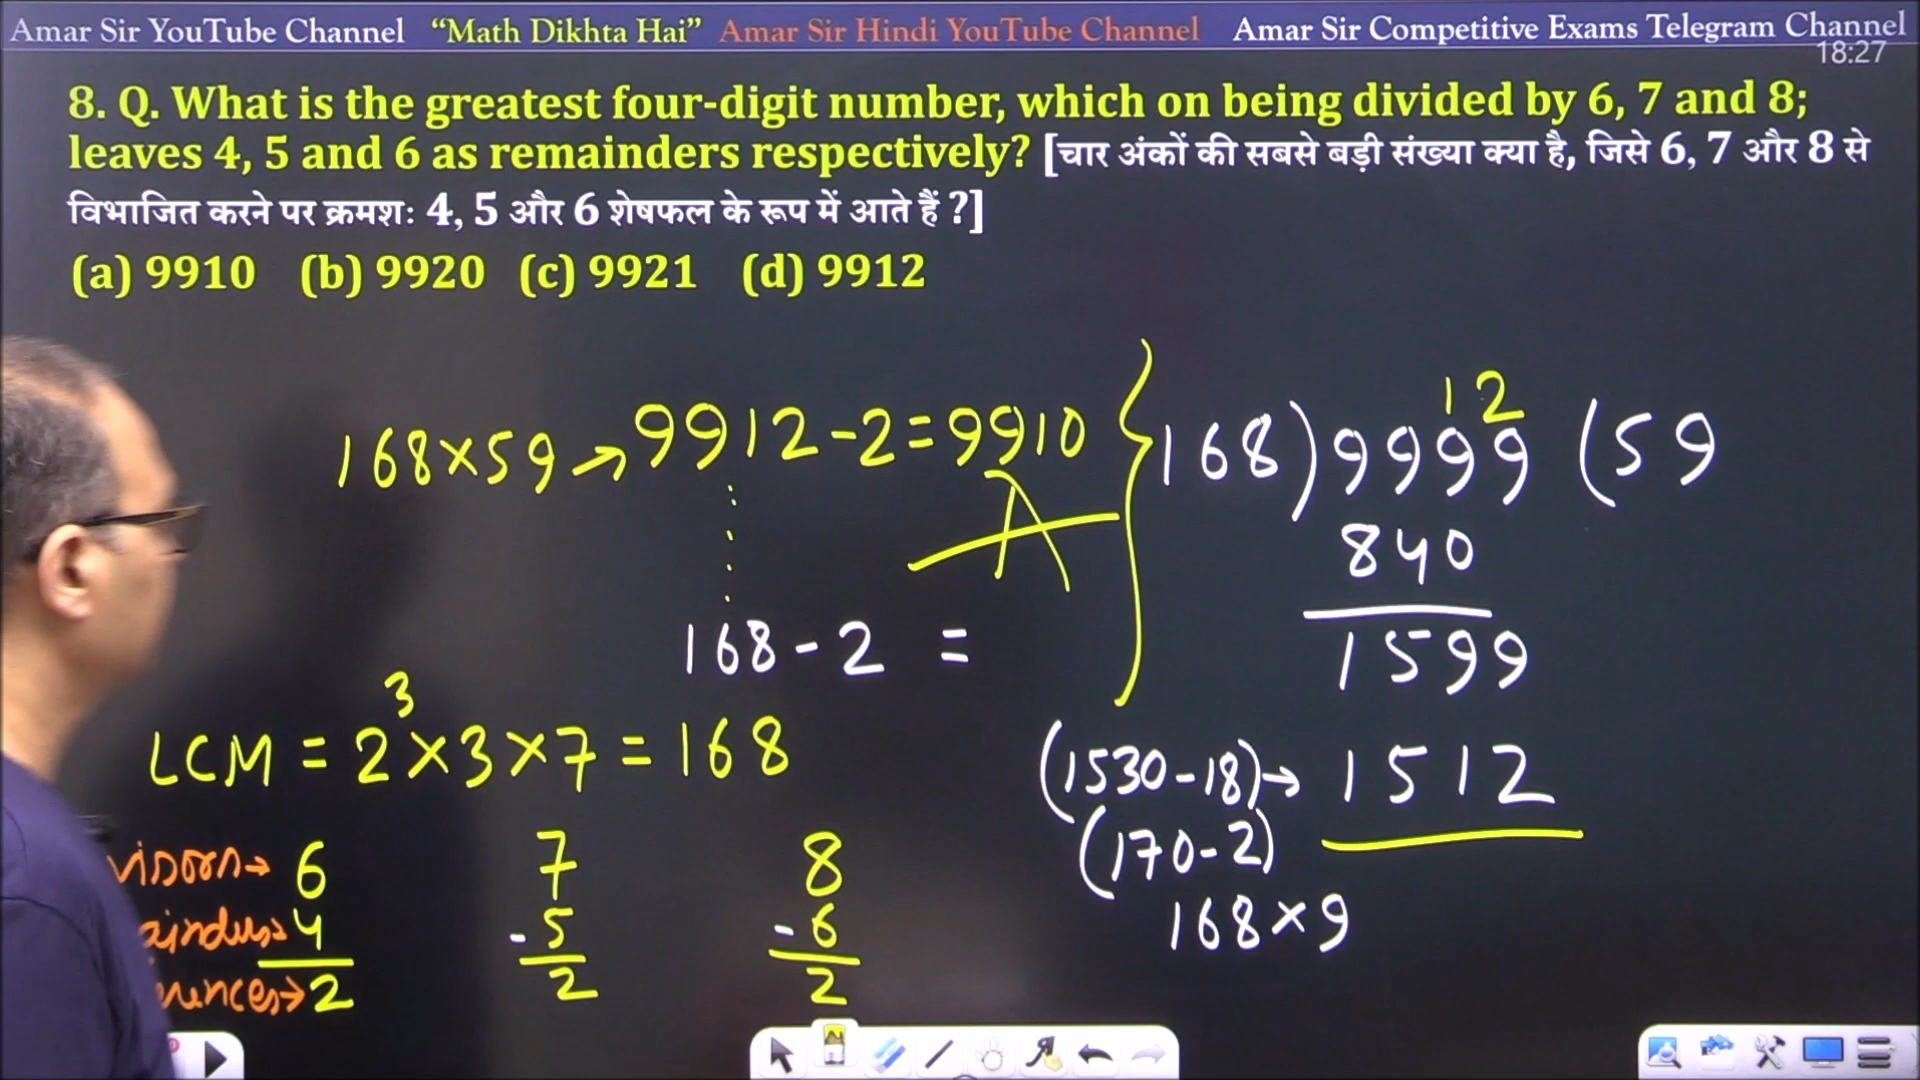 Amar Sir YouTube Channel “Math Dikhta Hai” Amar Sir Hindi YouTube Channel Amar Sir Competitive Exams Telegram Channel
18:27
8. Q. What is the greatest four-digit number, which on being divided by 6, 7 and 8;
leaves 4, 5 and 6 as remainders respectively? [चार अंकों की सबसे बड़ी संख्या क्या है, जिसे 6, 7 और 8 से
विभाजित करने पर क्रमश: 4, 5 और 6 शेषफल के रूप में आते हैं ?]
(a) 9910 (b) 9920 (c) 9921 (d) 9912
168×59→9912-2=9910
A
168-2 =
LCM = 2³×3×7 = 168
6 7 8
4 -5 -6
2 2 2
12
168)9999(59
840
1599
(1530-18)→1512
(170-2)
168×9